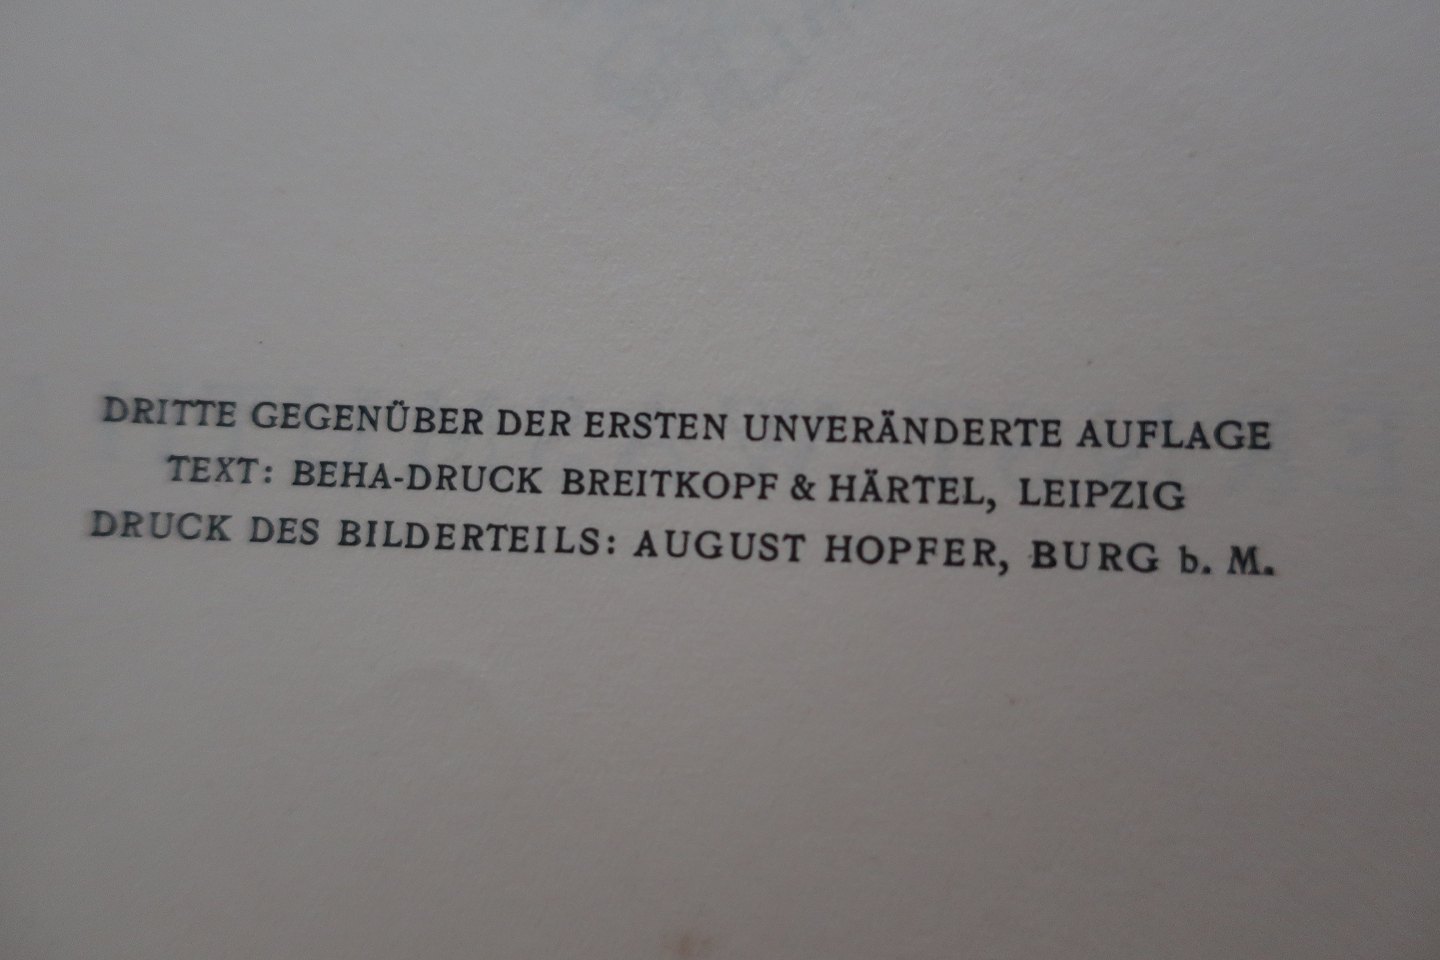 DRITTE GEGENÜBER DER ERSTEN UNVERÄNDERTE AUFLAGE
TEXT: BEHA-DRUCK BREITKOPF & HÄRTEL, LEIPZIG
DRUCK DES BILDERTEILS: AUGUST HOPFER, BURG b. M.